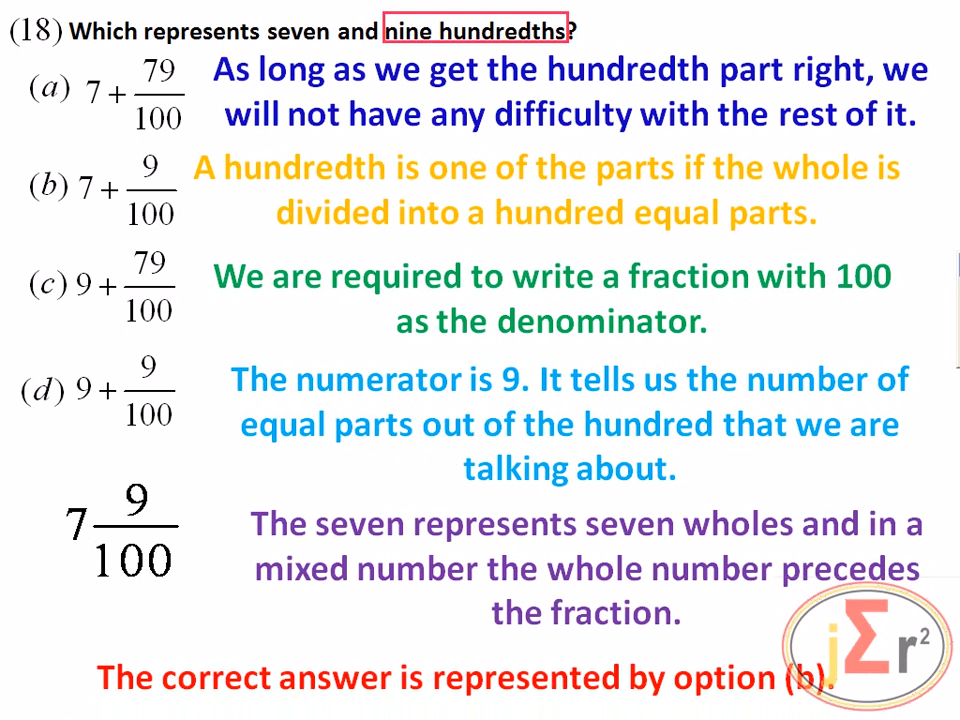 (18) Which represents seven and nine hundredths?
(a) 7 + 79/100
As long as we get the hundredth part right, we
will not have any difficulty with the rest of it.
(b) 7 + 9/100
A hundredth is one of the parts if the whole is
divided into a hundred equal parts.
(c) 9 + 79/100
We are required to write a fraction with 100
as the denominator.
(d) 9 + 9/100
The numerator is 9. It tells us the number of
equal parts out of the hundred that we are
talking about.
7 9/100
The seven represents seven wholes and in a
mixed number the whole number precedes
the fraction.
The correct answer is represented by option (b).
jΣr²